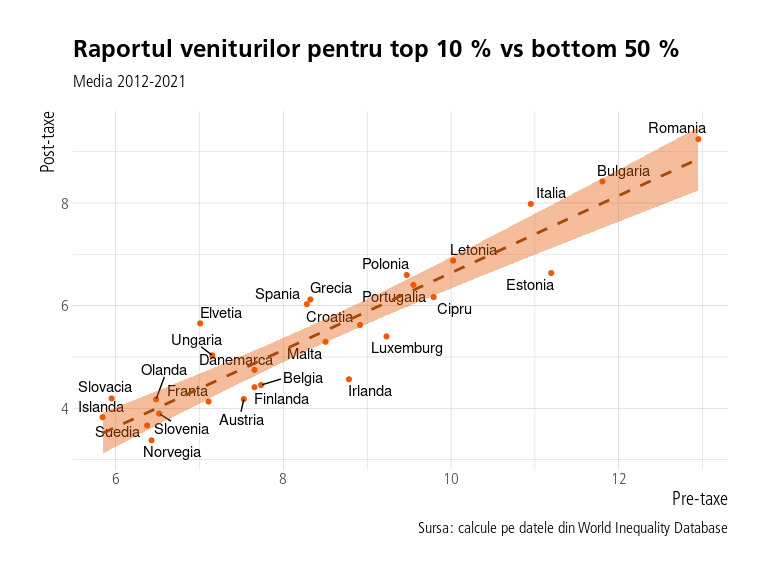 Raportul veniturilor pentru top 10 % vs bottom 50 %
Media 2012-2021
Post-taxe
Romania
Bulgaria
Italia
8
Letonia
Polonia
Estonia
Grecia
Spania
Portugalia
6
Cipru
Elvetia
Croatia
Ungaria
Luxemburg
Danemarca
Malta
Olanda
Belgia
Slovacia
Franta
Irlanda
Finlanda
Islanda
4
Austria
Suedia
Slovenia
Norvegia
6 8 10 12
Pre-taxe
Sursa: calcule pe datele din World Inequality Database